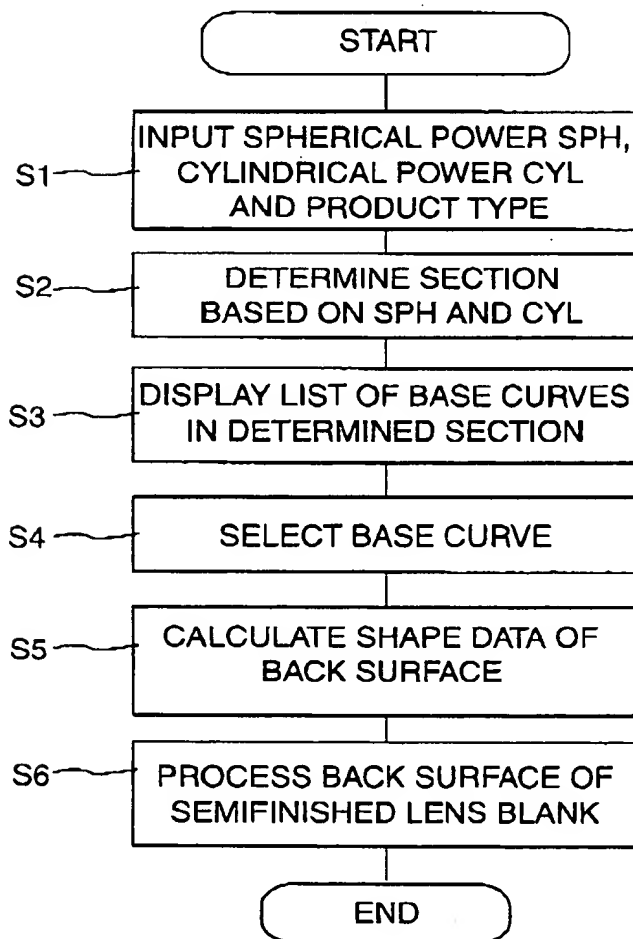 START
S1
INPUT SPHERICAL POWER SPH,
CYLINDRICAL POWER CYL
AND PRODUCT TYPE
S2
DETERMINE SECTION
BASED ON SPH AND CYL
S3
DISPLAY LIST OF BASE CURVES
IN DETERMINED SECTION
S4
SELECT BASE CURVE
S5
CALCULATE SHAPE DATA OF
BACK SURFACE
S6
PROCESS BACK SURFACE OF
SEMIFINISHED LENS BLANK
END